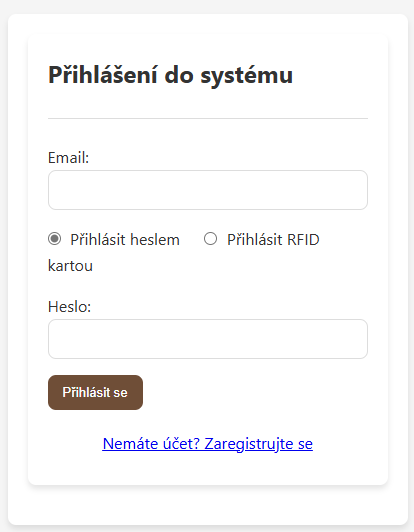 Přihlášení do systému
Email:
Přihlásit heslem Přihlásit RFID
kartou
Heslo:
Přihlásit se
Nemáte účet? Zaregistrujte se